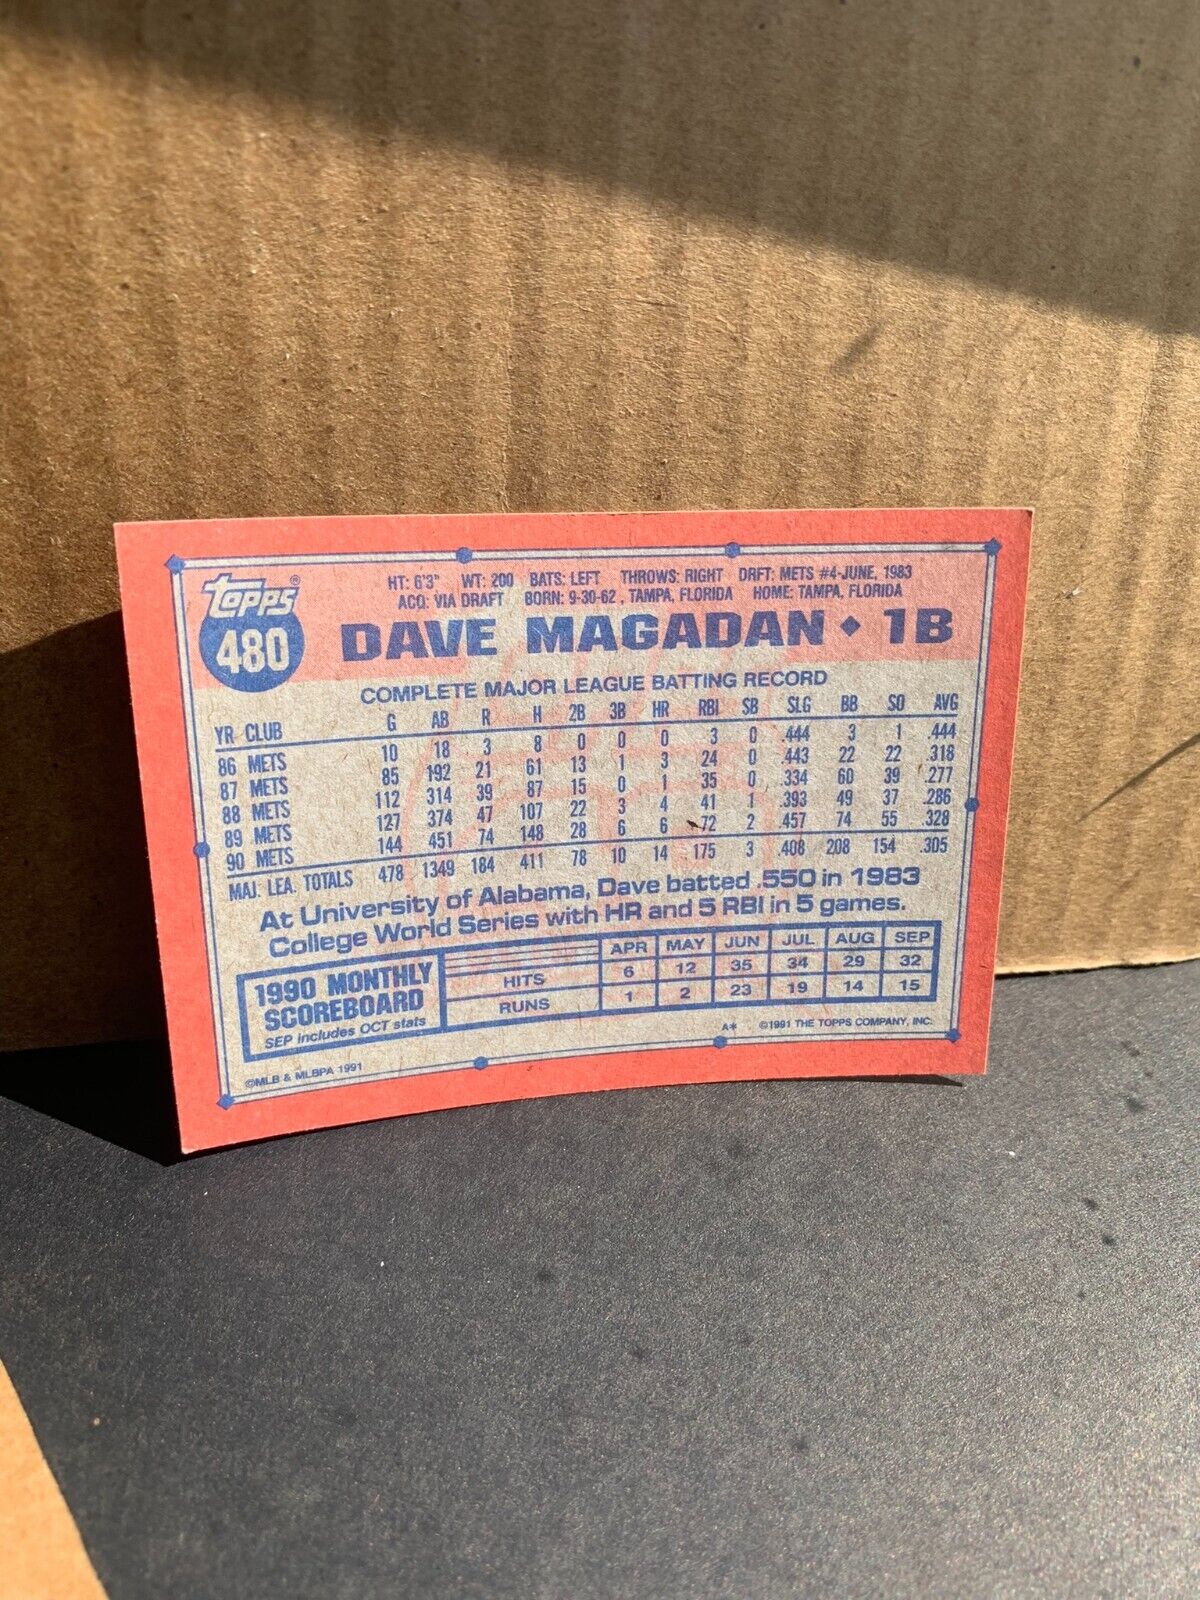 topps®
480
HT: 6'3" WT: 200 BATS: LEFT THROWS: RIGHT DRFT: METS #4-JUNE, 1983
ACQ: VIA DRAFT BORN: 9-30-62, TAMPA, FLORIDA HOME: TAMPA, FLORIDA
DAVE MAGADAN ◆ 1B
COMPLETE MAJOR LEAGUE BATTING RECORD
YR CLUB G AB R H 2B 3B HR RBI SB SLG BB SO AVG
86 METS 10 18 3 8 0 0 0 3 0 .444 3 1 .444
87 METS 85 192 21 61 13 1 3 24 0 .443 22 22 .318
88 METS 112 314 39 87 15 0 1 35 0 .334 60 39 .277
89 METS 127 374 47 107 22 3 4 41 1 .393 49 37 .286
90 METS 144 451 74 148 28 6 6 72 2 .457 74 55 .328
MAJ. LEA. TOTALS 478 1349 184 411 78 10 14 175 3 .408 208 154 .305
At University of Alabama, Dave batted .550 in 1983
College World Series with HR and 5 RBI in 5 games.
1990 MONTHLY
SCOREBOARD
SEP includes OCT stats
APR MAY JUN JUL AUG SEP
HITS 6 12 35 34 29 32
RUNS 1 2 23 19 14 15
©MLB & MLBPA 1991
A* ©1991 THE TOPPS COMPANY, INC.